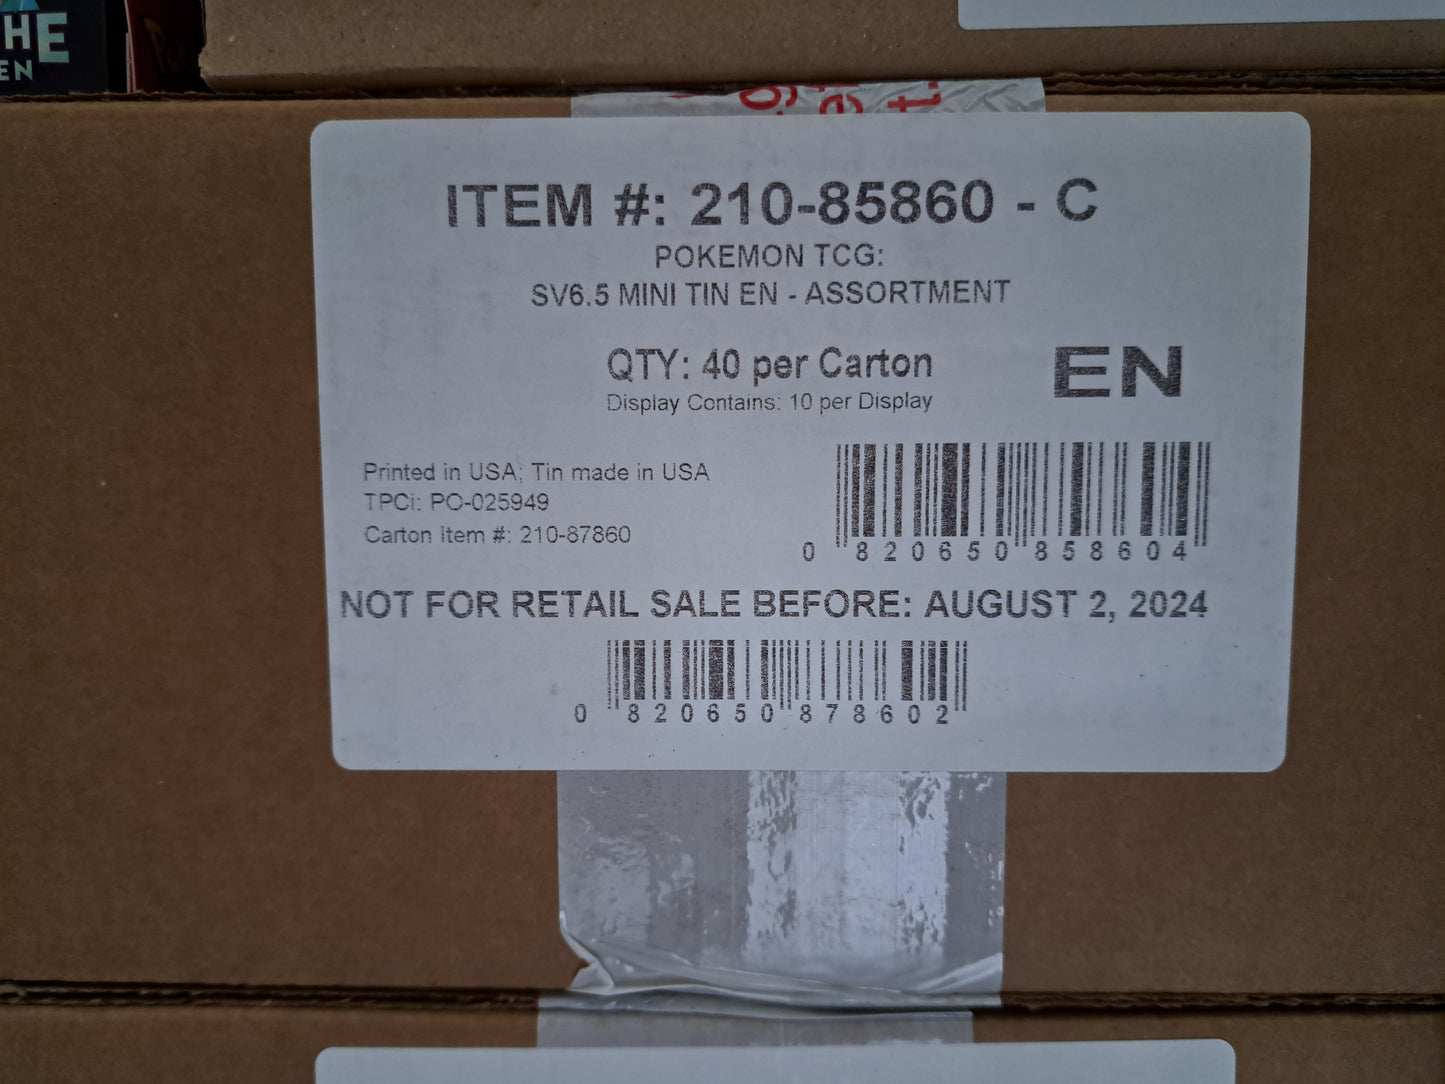 HE
EN
ITEM #: 210-85860 - C
POKEMON TCG:
SV6.5 MINI TIN EN - ASSORTMENT
QTY: 40 per Carton
Display Contains: 10 per Display
EN
Printed in USA; Tin made in USA
TPCi: PO-025949
Carton Item #: 210-87860
0 820650 858604
NOT FOR RETAIL SALE BEFORE: AUGUST 2, 2024
0 820650 878602